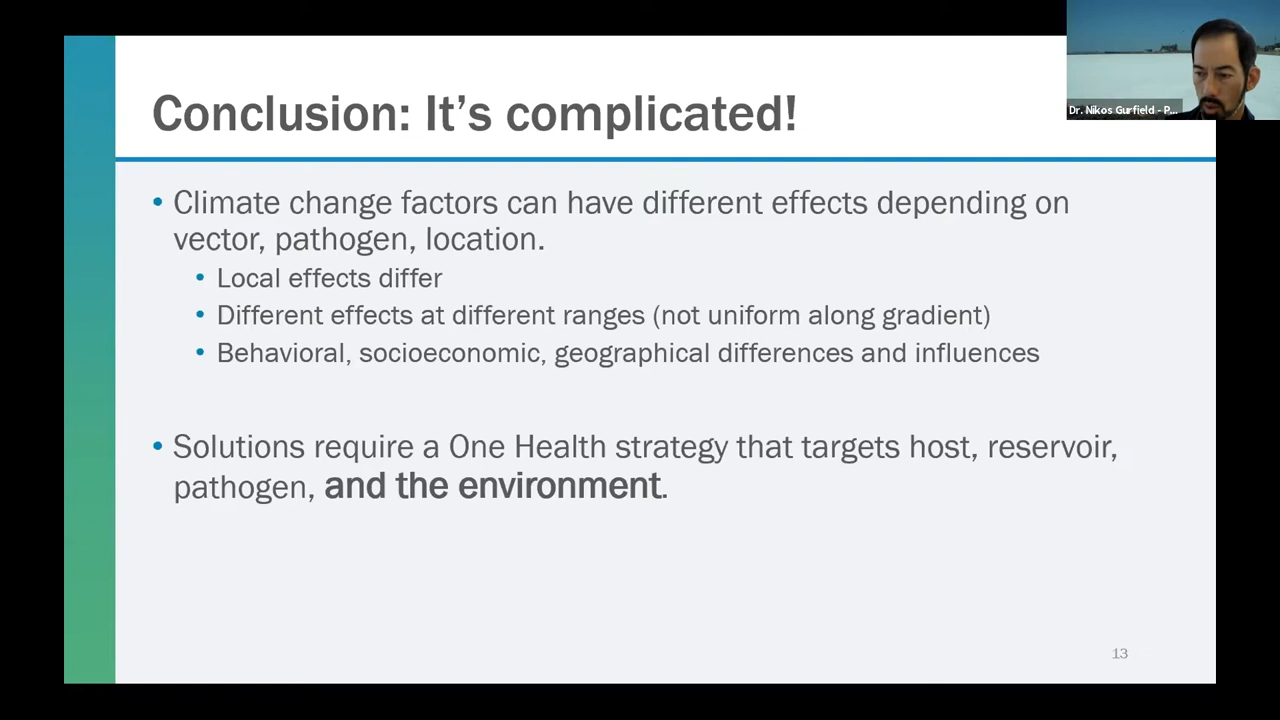 Conclusion: It's complicated!
Dr. Nikos Gurfield - P...
• Climate change factors can have different effects depending on
vector, pathogen, location.
• Local effects differ
• Different effects at different ranges (not uniform along gradient)
• Behavioral, socioeconomic, geographical differences and influences
• Solutions require a One Health strategy that targets host, reservoir,
pathogen, and the environment.
13